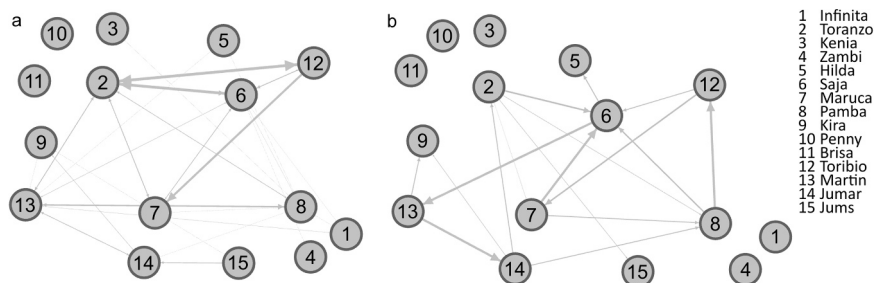 a
10
3
5
12
11
2
6
9
13
7
8
1
14
15
4
b
10
3
11
5
2
12
6
9
13
7
8
1
14
15
4
1 Infinita
2 Toranzo
3 Kenia
4 Zambi
5 Hilda
6 Saja
7 Maruca
8 Pamba
9 Kira
10 Penny
11 Brisa
12 Toribio
13 Martin
14 Jumar
15 Jums